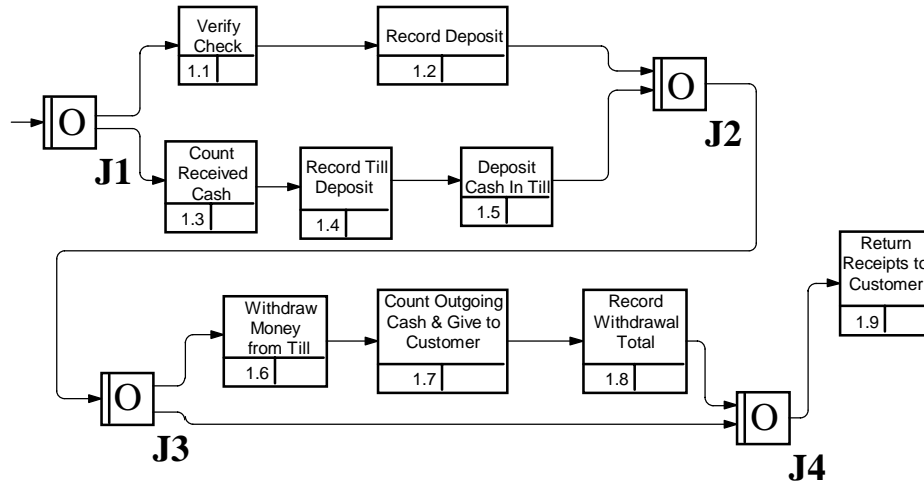 Verify
Check
1.1
Record Deposit
1.2
O
J1
O
J2
Count
Received
Cash
1.3
Record Till
Deposit
1.4
Deposit
Cash In Till
1.5
Return
Receipts to
Customer
1.9
Withdraw
Money
from Till
1.6
Count Outgoing
Cash & Give to
Customer
1.7
Record
Withdrawal
Total
1.8
O
J3
O
J4